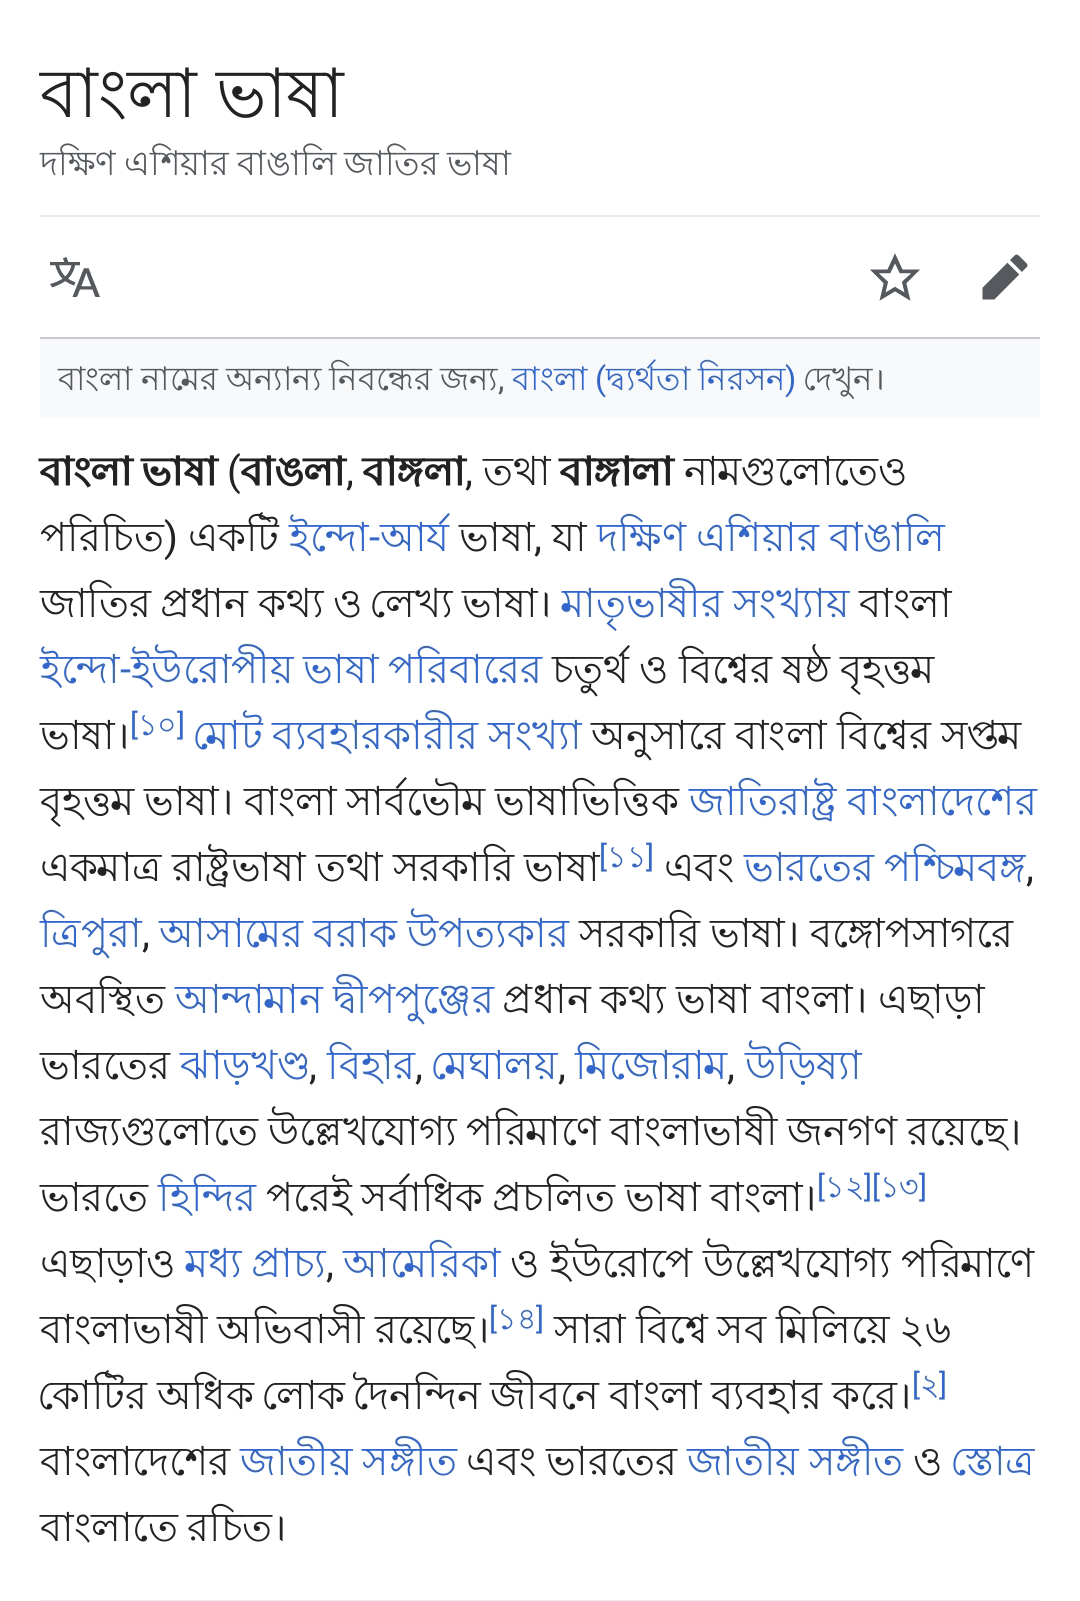 বাংলা ভাষা
দক্ষিণ এশিয়ার বাঙালি জাতির ভাষা
বাংলা নামের অন্যান্য নিবন্ধের জন্য, বাংলা (দ্ব্যর্থতা নিরসন) দেখুন।
বাংলা ভাষা (বাঙলা, বাঙ্গলা, তথা বাঙ্গালা নামগুলোতেও
পরিচিত) একটি ইন্দো-আর্য ভাষা, যা দক্ষিণ এশিয়ার বাঙালি
জাতির প্রধান কথ্য ও লেখ্য ভাষা। মাতৃভাষীর সংখ্যায় বাংলা
ইন্দো-ইউরোপীয় ভাষা পরিবারের চতুর্থ ও বিশ্বের ষষ্ঠ বৃহত্তম
ভাষা।[১০] মোট ব্যবহারকারীর সংখ্যা অনুসারে বাংলা বিশ্বের সপ্তম
বৃহত্তম ভাষা। বাংলা সার্বভৌম ভাষাভিত্তিক জাতিরাষ্ট্র বাংলাদেশের
একমাত্র রাষ্ট্রভাষা তথা সরকারি ভাষা[১১] এবং ভারতের পশ্চিমবঙ্গ,
ত্রিপুরা, আসামের বরাক উপত্যকার সরকারি ভাষা। বঙ্গোপসাগরে
অবস্থিত আন্দামান দ্বীপপুঞ্জের প্রধান কথ্য ভাষা বাংলা। এছাড়া
ভারতের ঝাড়খণ্ড, বিহার, মেঘালয়, মিজোরাম, উড়িষ্যা
রাজ্যগুলোতে উল্লেখযোগ্য পরিমাণে বাংলাভাষী জনগণ রয়েছে।
ভারতে হিন্দির পরেই সর্বাধিক প্রচলিত ভাষা বাংলা।[১২][১৩]
এছাড়াও মধ্য প্রাচ্য, আমেরিকা ও ইউরোপে উল্লেখযোগ্য পরিমাণে
বাংলাভাষী অভিবাসী রয়েছে।[১৪] সারা বিশ্বে সব মিলিয়ে ২৬
কোটির অধিক লোক দৈনন্দিন জীবনে বাংলা ব্যবহার করে।[২]
বাংলাদেশের জাতীয় সঙ্গীত এবং ভারতের জাতীয় সঙ্গীত ও স্তোত্র
বাংলাতে রচিত।